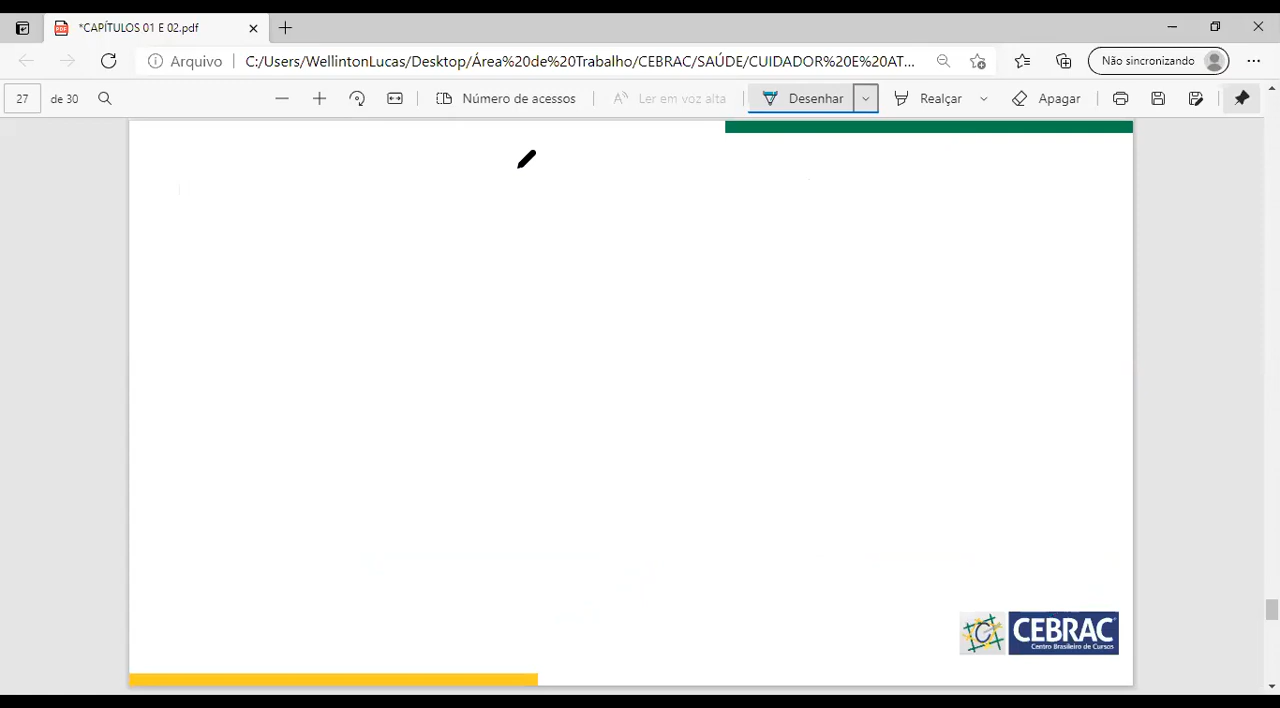 *CAPÍTULOS 01 E 02.pdf
Arquivo
C:/Users/WellintonLucas/Desktop/Área%20de%20Trabalho/CEBRAC/SAÚDE/CUIDADOR%20E%20AT...
Não sincronizando
27 de 30
Número de acessos
Ler em voz alta
Desenhar
Realçar
Apagar
CEBRAC
Centro Brasileiro de Cursos